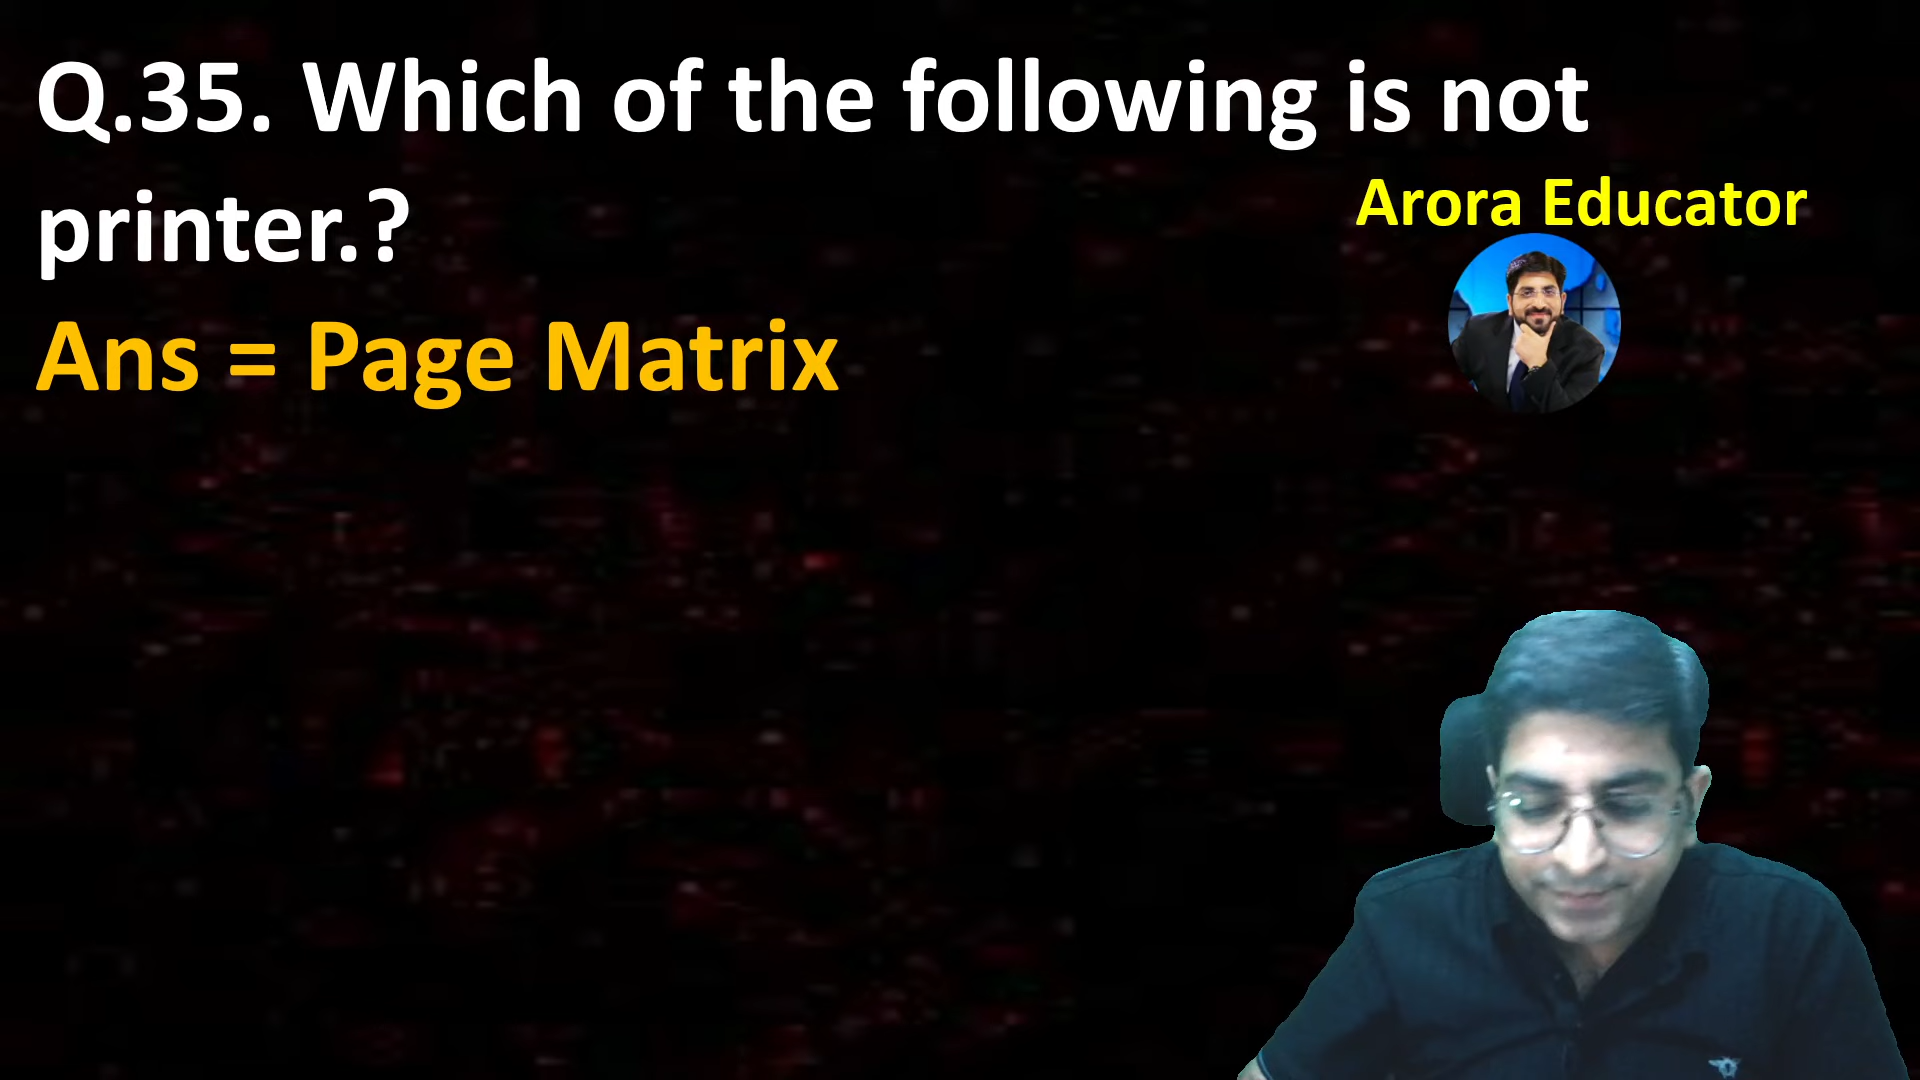 Q.35. Which of the following is not
printer.?
Arora Educator
Ans = Page Matrix